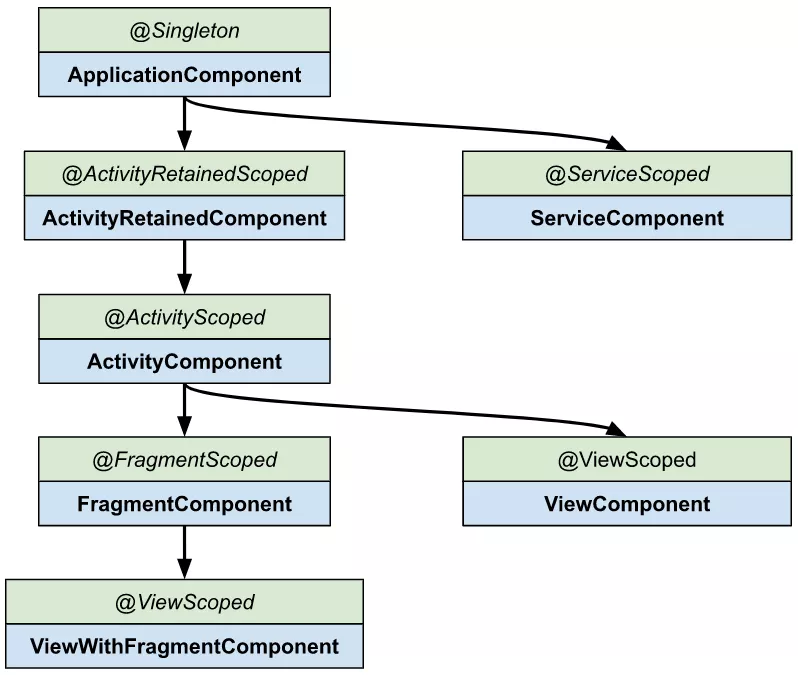 @Singleton
ApplicationComponent
@ActivityRetainedScoped
ActivityRetainedComponent
@ServiceScoped
ServiceComponent
@ActivityScoped
ActivityComponent
@FragmentScoped
FragmentComponent
@ViewScoped
ViewComponent
@ViewScoped
ViewWithFragmentComponent